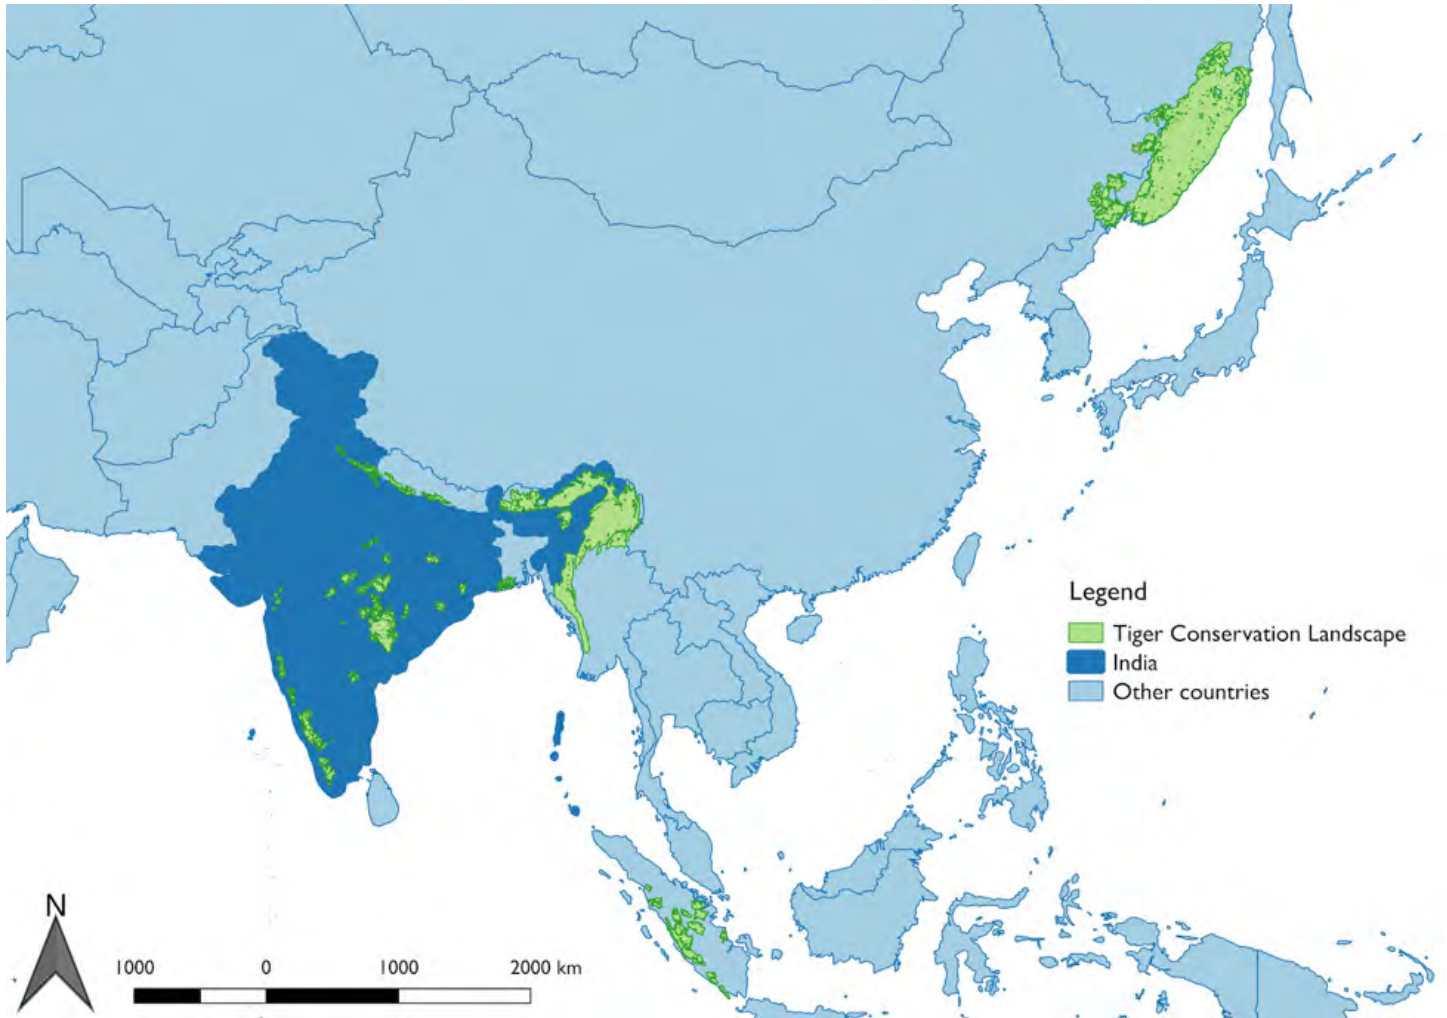 Legend
Tiger Conservation Landscape
India
Other countries
N
1000 0 1000 2000 km